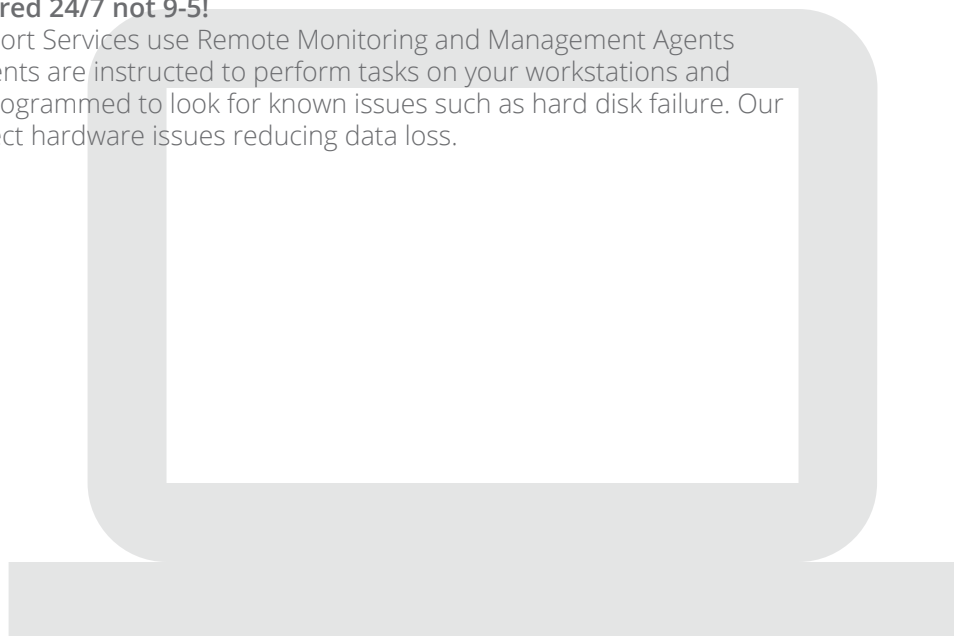 red 24/7 not 9-5!
ort Services use Remote Monitoring and Management Agents
ents are instructed to perform tasks on your workstations and
ogrammed to look for known issues such as hard disk failure. Our
ect hardware issues reducing data loss.